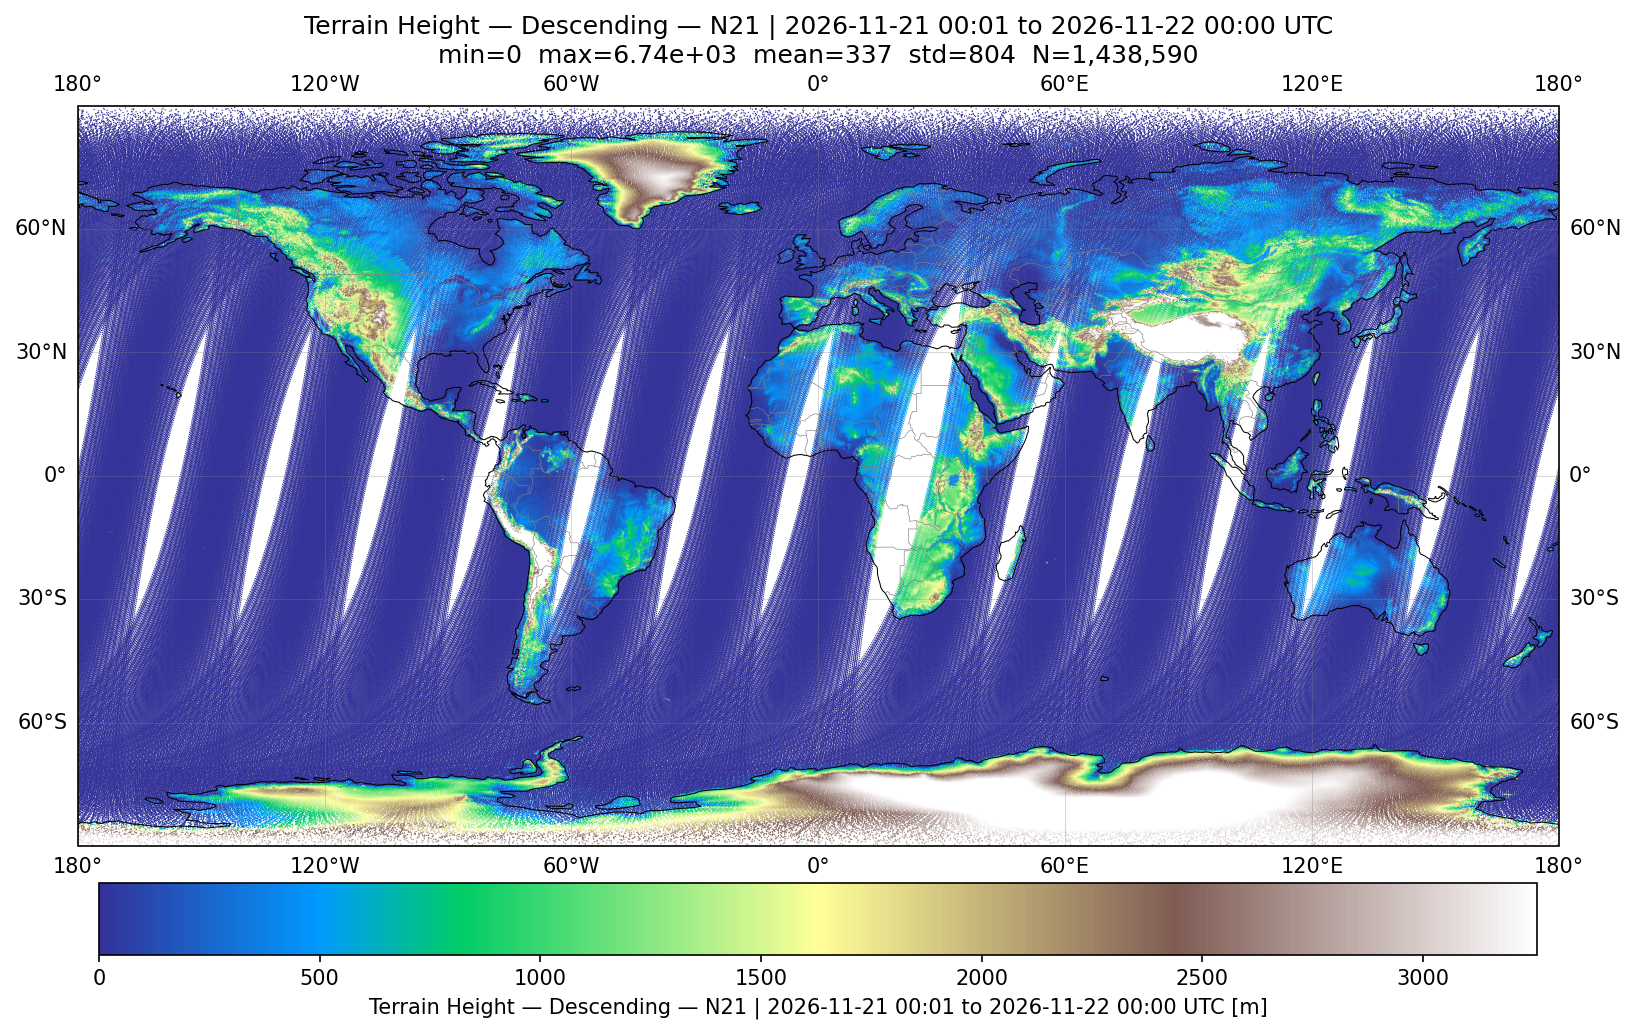 Terrain Height — Descending — N21 | 2026-11-21 00:01 to 2026-11-22 00:00 UTC
min=0 max=6.74e+03 mean=337 std=804 N=1,438,590
180° 120°W 60°W 0° 60°E 120°E 180°
60°N 60°N
30°N 30°N
0° 0°
30°S 30°S
60°S 60°S
180° 120°W 60°W 0° 60°E 120°E 180°
0 500 1000 1500 2000 2500 3000
Terrain Height — Descending — N21 | 2026-11-21 00:01 to 2026-11-22 00:00 UTC [m]